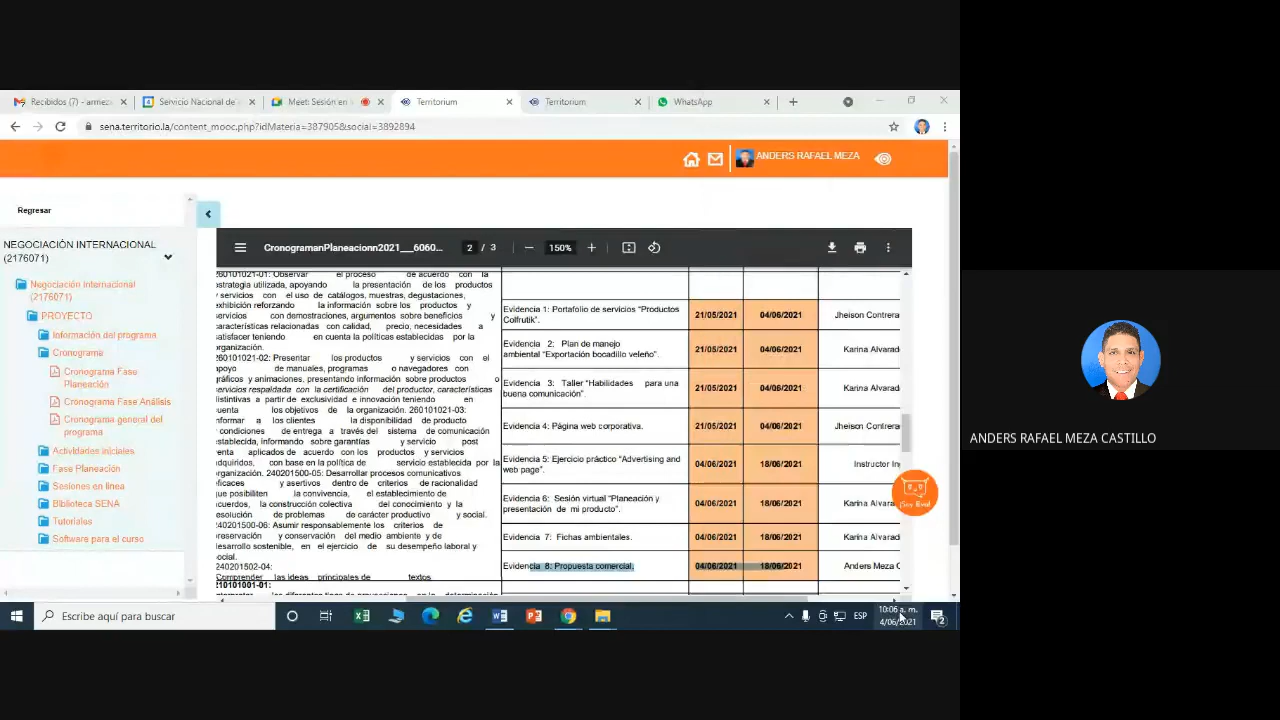 Recibidos (7) - armez
Servicio Nacional de
Meet: Sesión en
Territorium
Territorium
WhatsApp
sena.territorio.la/content_mooc.php?idMateria=387905&social=3892894
ANDERS RAFAEL MEZA
Regresar
NEGOCIACIÓN INTERNACIONAL
(2176071)
Negociación Internacional
(2176071)
PROYECTO
Información del programa
Cronograma
Cronograma Fase
Planeación
Cronograma Fase Análisis
Cronograma general del
programa
Actividades iniciales
Fase Planeación
Sesiones en linea
Biblioteca SENA
Tutoriales
Software para el curso
CronogramanPlaneacionn2021__6060...
2 / 3
150%
260101021-01: Observar el proceso de acuerdo con la
estrategia utilizada, apoyando la presentación de los productos
y servicios con el uso de catálogos, muestras, degustaciones,
exhibición reforzando la información sobre los productos y
servicios con demostraciones, argumentos sobre beneficios y
características relacionadas con calidad, precio, necesidades a
satisfacer teniendo en cuenta la políticas establecidas por la
organización.
260101021-02: Presentar los productos y servicios con el
apoyo de manuales, programas o navegadores con
gráficos y animaciones, presentando información sobre productos o
servicios respaldada con la certificación del producto, características
distintivas a partir de exclusividad e innovación teniendo en
cuenta los objetivos de la organización. 260101021-03:
Informar a los clientes la disponibilidad de producto
y condiciones de entrega a través del sistema de comunicación
establecida, informando sobre garantías y servicio post
venta aplicados de acuerdo con los productos y servicios
adquiridos, con base en la política de servicio establecida por la
organización. 240201500-05: Desarrollar procesos comunicativos
eficaces y asertivos dentro de criterios de racionalidad
que posibiliten la convivencia, el establecimiento de
acuerdos, la construcción colectiva del conocimiento y la
resolución de problemas de carácter productivo y social.
240201500-06: Asumir responsablemente los criterios de
preservación y conservación del medio ambiente y de
desarrollo sostenible, en el ejercicio de su desempeño laboral y
social.
240201502-04:
Comprender las ideas principales de textos
210101001-01:
Evidencia 1: Portafolio de servicios "Productos
Colfrutik".
21/05/2021 04/06/2021 Jheison Contrera
Evidencia 2: Plan de manejo
ambiental "Exportación bocadillo veleño".
21/05/2021 04/06/2021 Karina Alvarado
Evidencia 3: Taller "Habilidades para una
buena comunicación".
21/05/2021 04/06/2021 Karina Alvarad
Evidencia 4: Página web corporativa.
21/05/2021 04/06/2021 Jheison Contrera
Evidencia 5: Ejercicio práctico "Advertising and
web page".
04/06/2021 18/06/2021 Instructor In
Evidencia 6: Sesión virtual "Planeación y
presentación de mi producto".
04/06/2021 18/06/2021 Karina Alvara
Evidencia 7: Fichas ambientales.
04/06/2021 18/06/2021 Karina Alvarad
Evidencia 8: Propuesta comercial.
04/06/2021 18/06/2021 Anders Meza C
Escribe aquí para buscar
ESP
10:06 a. m.
4/06/2021
2
ANDERS RAFAEL MEZA CASTILLO